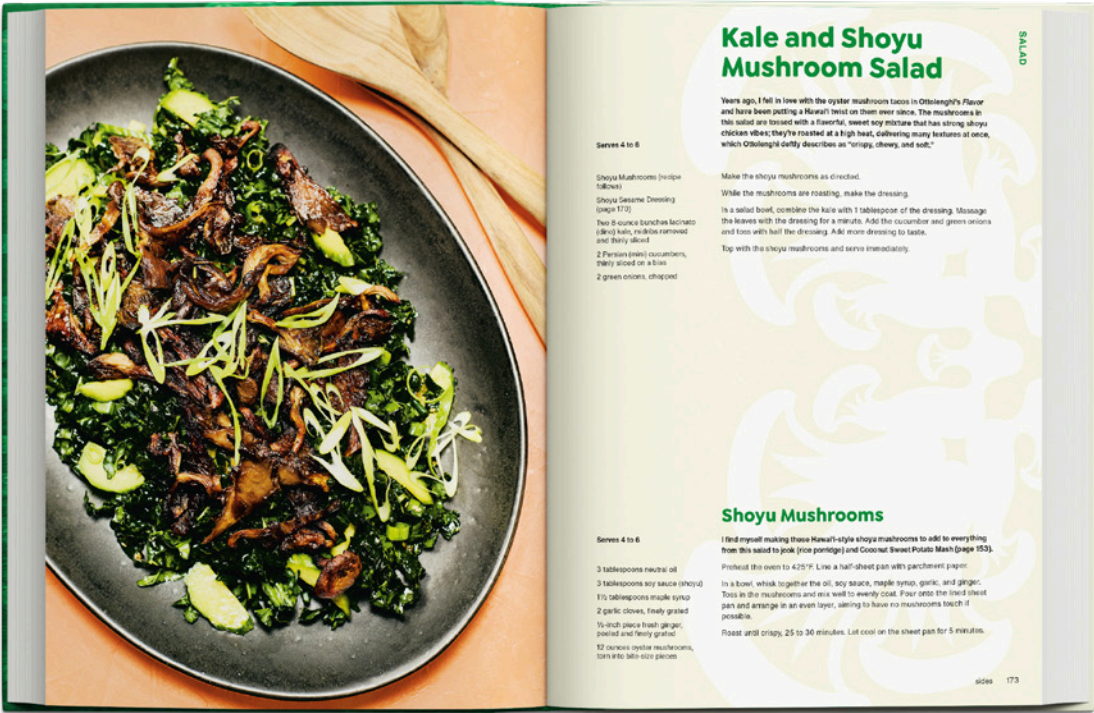 Kale and Shoyu
Mushroom Salad
SALAD
Years ago, I fell in love with the oyster mushroom tacos in Ottolenghi's Flavor
and have been putting a Hawai'i twist on them ever since. The mushrooms in
this salad are tossed with a flavorful, sweet soy mixture that has strong shoyu
chicken vibes; they're roasted at a high heat, delivering many textures at once,
which Ottolenghi deftly describes as "crispy, chewy, and soft."
Serves 4 to 6
Shoyu Mushrooms (recipe
follows)
Shoyu Sesame Dressing
(page 170)
Two 8-ounce bunches lacinato
(dino) kale, midribs removed
and thinly sliced
2 Persian (mini) cucumbers,
thinly sliced on a bias
2 green onions, chopped
Make the shoyu mushrooms as directed.
While the mushrooms are roasting, make the dressing.
In a salad bowl, combine the kale with 1 tablespoon of the dressing. Massage
the leaves with the dressing for a minute. Add the cucumber and green onions
and toss with half the dressing. Add more dressing to taste.
Top with the shoyu mushrooms and serve immediately.
Shoyu Mushrooms
Serves 4 to 6
I find myself making these Hawai'i-style shoyu mushrooms to add to everything
from this salad to jook (rice porridge) and Coconut Sweet Potato Mash (page 153).
3 tablespoons neutral oil
3 tablespoons soy sauce (shoyu)
1½ tablespoons maple syrup
2 garlic cloves, finely grated
½-inch piece fresh ginger,
peeled and finely grated
12 ounces oyster mushrooms,
torn into bite-size pieces
Preheat the oven to 425°F. Line a half-sheet pan with parchment paper.
In a bowl, whisk together the oil, soy sauce, maple syrup, garlic, and ginger.
Toss in the mushrooms and mix well to evenly coat. Pour onto the lined sheet
pan and arrange in an even layer, aiming to have no mushrooms touch if
possible.
Roast until crispy, 25 to 30 minutes. Let cool on the sheet pan for 5 minutes.
sides 173